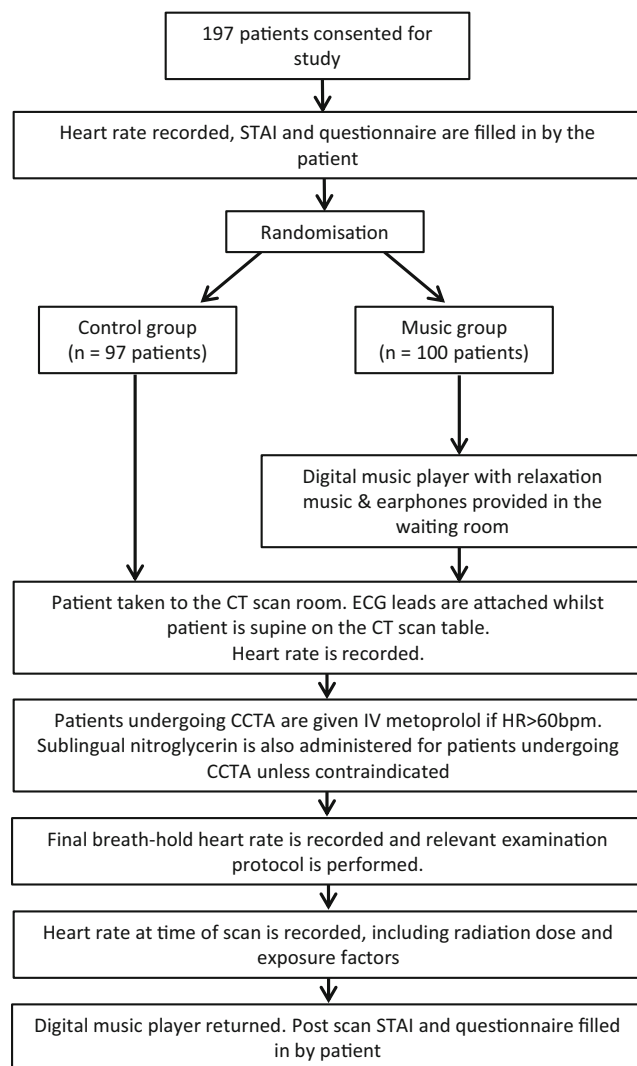 197 patients consented for
study
Heart rate recorded, STAI and questionnaire are filled in by the
patient
Randomisation
Control group
(n = 97 patients)
Music group
(n = 100 patients)
Digital music player with relaxation
music & earphones provided in the
waiting room
Patient taken to the CT scan room. ECG leads are attached whilst
patient is supine on the CT scan table.
Heart rate is recorded.
Patients undergoing CCTA are given IV metoprolol if HR>60bpm.
Sublingual nitroglycerin is also administered for patients undergoing
CCTA unless contraindicated
Final breath-hold heart rate is recorded and relevant examination
protocol is performed.
Heart rate at time of scan is recorded, including radiation dose and
exposure factors
Digital music player returned. Post scan STAI and questionnaire filled
in by patient